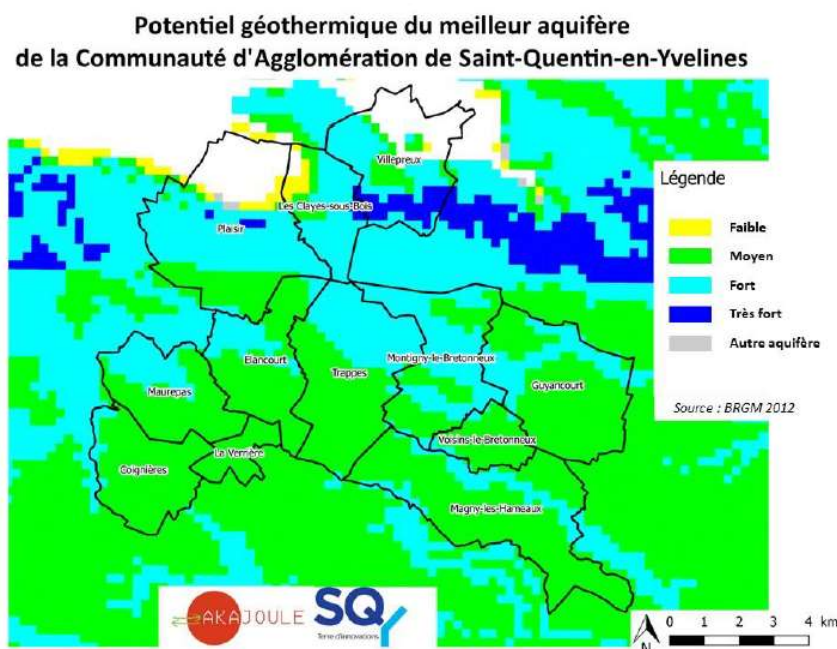 Potentiel géothermique du meilleur aquifère
de la Communauté d'Agglomération de Saint-Quentin-en-Yvelines
Villepreux
Légende
Les Clayes-sous-Bois
Plaisir
Faible
Moyen
Fort
Très fort
Autre aquifère
Montigny-le-Bretonneux
Elancourt
Trappes
Guyancourt
Maurepas
Source : BRGM 2012
Voisins-le-Bretonneux
La Verrière
Coignières
Magny-les-Hameaux
AKAJOULE
SQY
Terre d'innovations
N
0 1 2 3 4 km